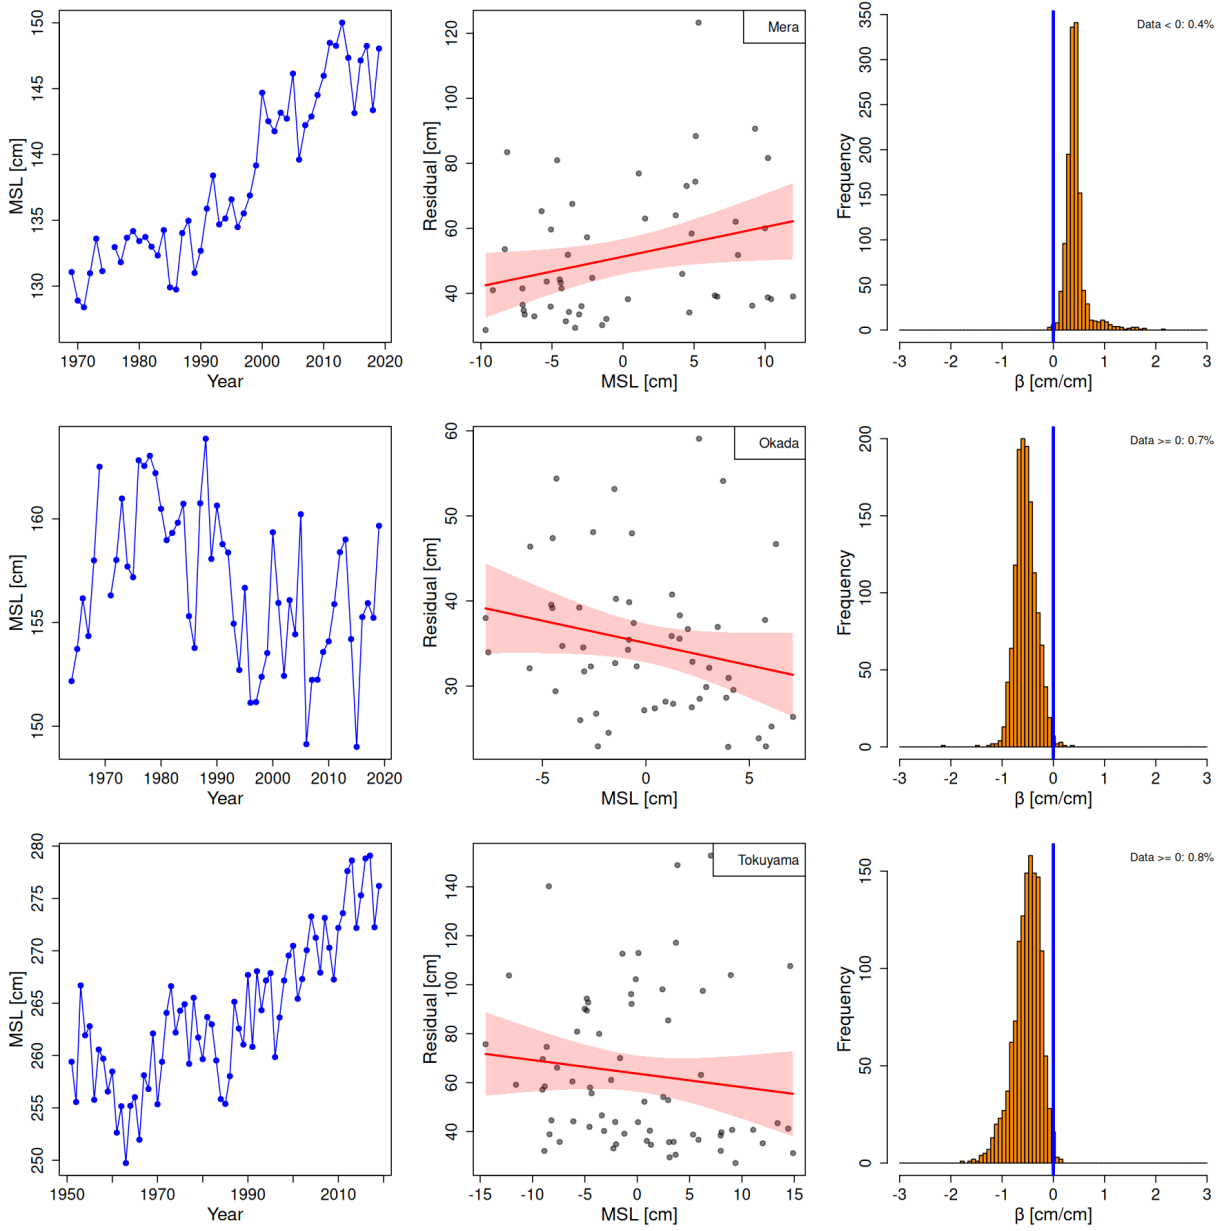 MSL [cm]
150
145
140
135
130
1970 1980 1990 2000 2010 2020
Year
Residual [cm]
120
100
80
60
40
-10 -5 0 5 10
MSL [cm]
Mera
Frequency
350
300
250
200
150
100
50
0
-3 -2 -1 0 1 2 3
β [cm/cm]
Data < 0: 0.4%
MSL [cm]
160
155
150
1970 1980 1990 2000 2010 2020
Year
Residual [cm]
60
50
40
30
-5 0 5
MSL [cm]
Okada
Frequency
200
150
100
50
0
-3 -2 -1 0 1 2 3
β [cm/cm]
Data >= 0: 0.7%
MSL [cm]
280
275
270
265
260
255
250
1950 1970 1990 2010
Year
Residual [cm]
140
120
100
80
60
40
-15 -10 -5 0 5 10 15
MSL [cm]
Tokuyama
Frequency
150
100
50
0
-3 -2 -1 0 1 2 3
β [cm/cm]
Data >= 0: 0.8%